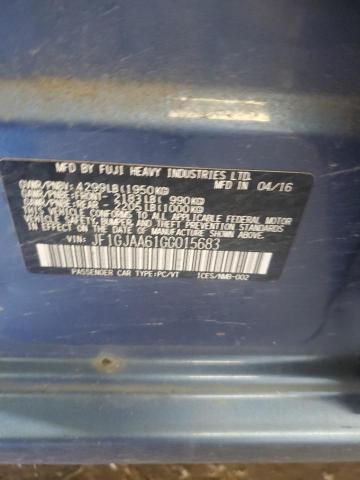 MFD BY FUJI HEAVY INDUSTRIES LTD.
GVWR/PNBV: 4299LB(1950KG) MFD IN 04/16
GAWR/PNBE: FRONT 2183LB( 990KG)
GAWR/PNBE: REAR 2205LB(1000KG)
THIS VEHICLE CONFORMS TO ALL APPLICABLE FEDERAL MOTOR
VEHICLE SAFETY, BUMPER, AND THEFT PREVENTION STANDARDS
IN EFFECT ON THE DATE OF MANUFACTURE SHOWN ABOVE.
VIN: JF1GJAA61GG015683
PASSENGER CAR TYPE:PC/VT ICES/NMB-002